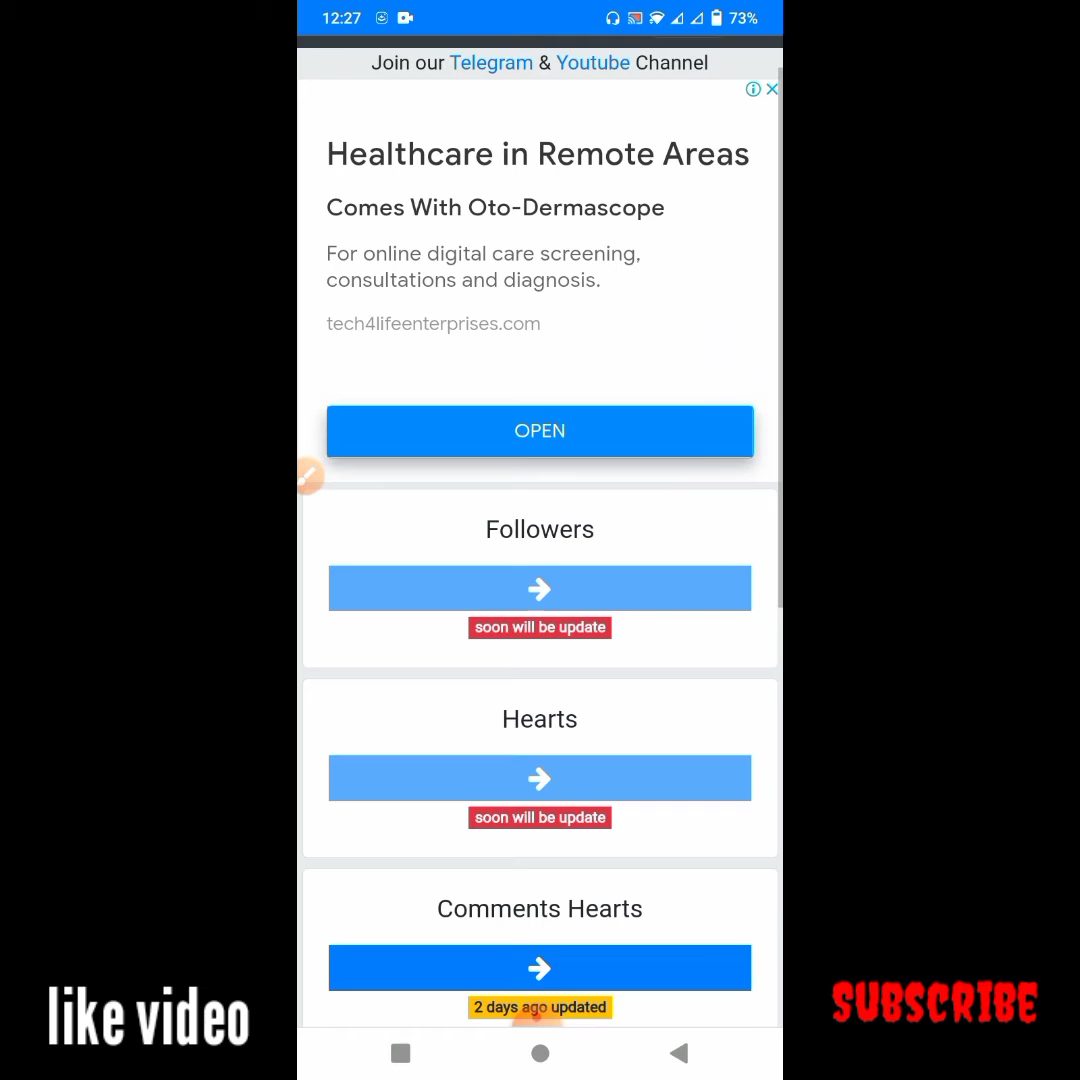 12:27
73%
Join our Telegram & Youtube Channel
Healthcare in Remote Areas
Comes With Oto-Dermascope
For online digital care screening,
consultations and diagnosis.
tech4lifeenterprises.com
OPEN
Followers
soon will be update
Hearts
soon will be update
Comments Hearts
2 days ago updated
like video
SUBSCRIBE